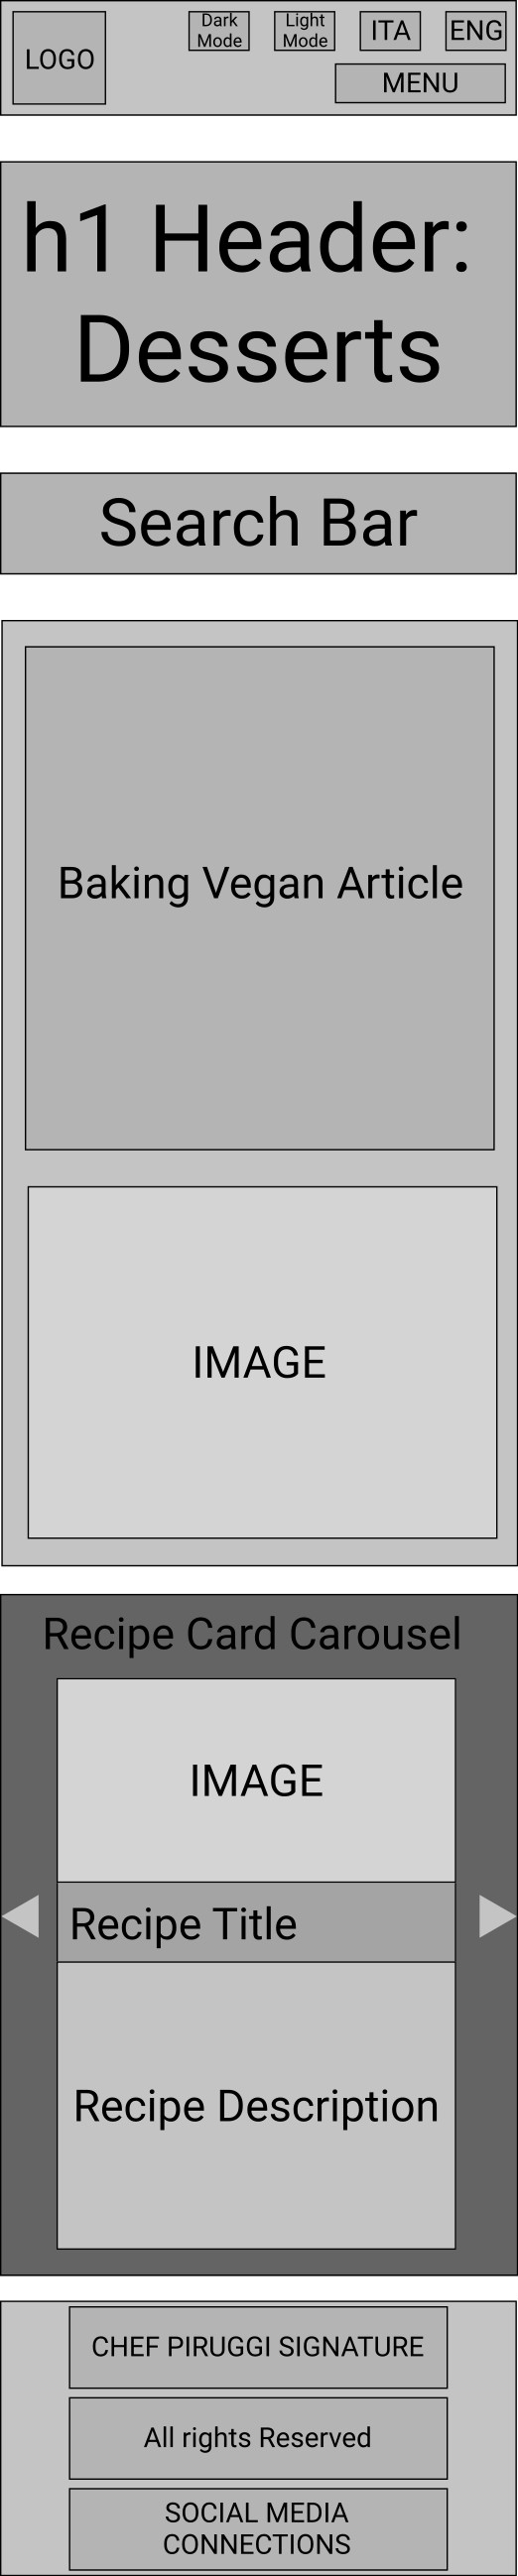 LOGO
Dark
Mode
Light
Mode
ITA
ENG
MENU
h1 Header:
Desserts
Search Bar
Baking Vegan Article
IMAGE
Recipe Card Carousel
IMAGE
Recipe Title
Recipe Description
CHEF PIRUGGI SIGNATURE
All rights Reserved
SOCIAL MEDIA
CONNECTIONS